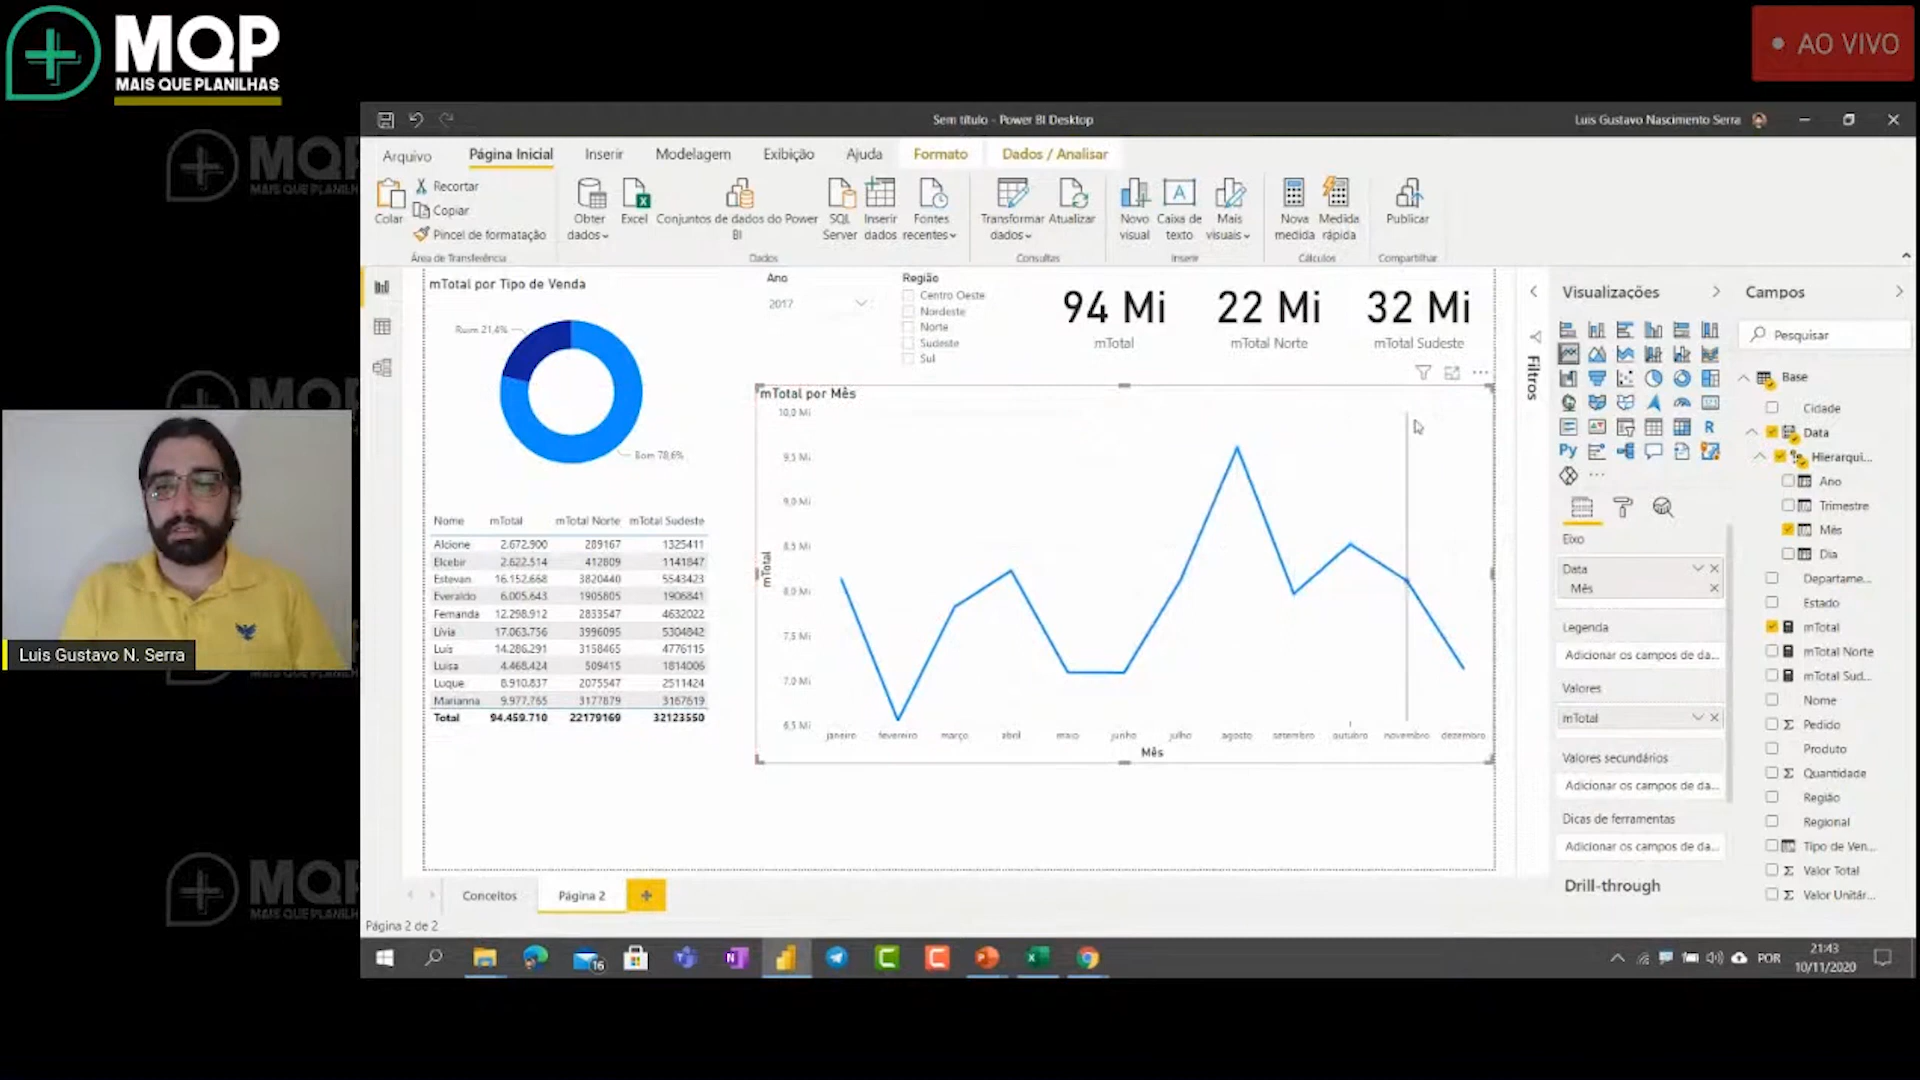 MQP
MAIS QUE PLANILHAS
AO VIVO
MQP
MAIS QUE PLANILH
Sem título - Power BI Desktop
Luis Gustavo Nascimento Serra
Arquivo
Página Inicial
Inserir
Modelagem
Exibição
Ajuda
Formato
Dados / Analisar
Colar
Recortar
Copiar
Pincel de formatação
Área de Transferência
Obter dados
Excel
Conjuntos de dados do Power BI
SQL Server
Inserir dados
Fontes recentes
Dados
Transformar dados
Atualizar
Consultas
Novo visual
Caixa de texto
Mais visuais
Inserir
Nova medida
Medida rápida
Cálculos
Publicar
Compartilhar
mTotal por Tipo de Venda
Ruim 21,4%
Bom 78,6%
Ano
2017
Região
Centro Oeste
Nordeste
Norte
Sudeste
Sul
94 Mi
mTotal
22 Mi
mTotal Norte
32 Mi
mTotal Sudeste
Nome mTotal mTotal Norte mTotal Sudeste
Alcione 2.672.900 289167 1325411
Elcebir 2.622.514 412809 1141847
Estevan 16.152.668 3820440 5543423
Everaldo 6.005.643 1905805 1906841
Fernanda 12.298.912 2833547 4632022
Lívia 17.063.756 3996095 5304842
Luís 14.286.291 3158465 4776115
Luisa 4.468.424 509415 1814006
Luque 8.910.837 2075547 2511424
Marianna 9.977.765 3177879 3167619
Total 94.459.710 22179169 32123550
mTotal por Mês
10,0 Mi
9,5 Mi
9,0 Mi
8,5 Mi
8,0 Mi
7,5 Mi
7,0 Mi
6,5 Mi
mTotal
janeiro fevereiro março abril maio junho julho agosto setembro outubro novembro dezembro
Mês
Filtros
Visualizações
Py
R
Eixo
Data
Mês
Legenda
Adicionar os campos de da...
Valores
mTotal
Valores secundários
Adicionar os campos de da...
Dicas de ferramentas
Adicionar os campos de da...
Drill-through
Campos
Pesquisar
Base
Cidade
Data
Hierarqui...
Ano
Trimestre
Mês
Dia
Departame...
Estado
mTotal
mTotal Norte
mTotal Sud...
Nome
Pedido
Produto
Quantidade
Região
Regional
Tipo de Ven...
Valor Total
Valor Unitár...
Luis Gustavo N. Serra
MQP
MAIS QUE PLANILH
Conceitos
Página 2
Página 2 de 2
16
POR
21:43
10/11/2020